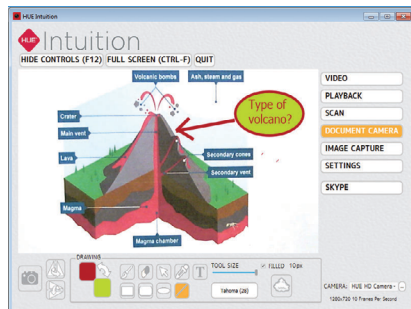 HUE Intuition
HUE Intuition
HIDE CONTROLS (F12) FULL SCREEN (CTRL-F) QUIT
VIDEO
PLAYBACK
SCAN
DOCUMENT CAMERA
IMAGE CAPTURE
SETTINGS
SKYPE
Volcanic bombs
Ash, steam and gas
Type of
volcano?
Crater
Main vent
Lava
Secondary cones
Secondary vent
Magma
Magma chamber
DRAWING
TOOL SIZE
FILLED 10px
T
Tahoma (28)
CAMERA: HUE HD Camera -
1280x720 10 Frames Per Second